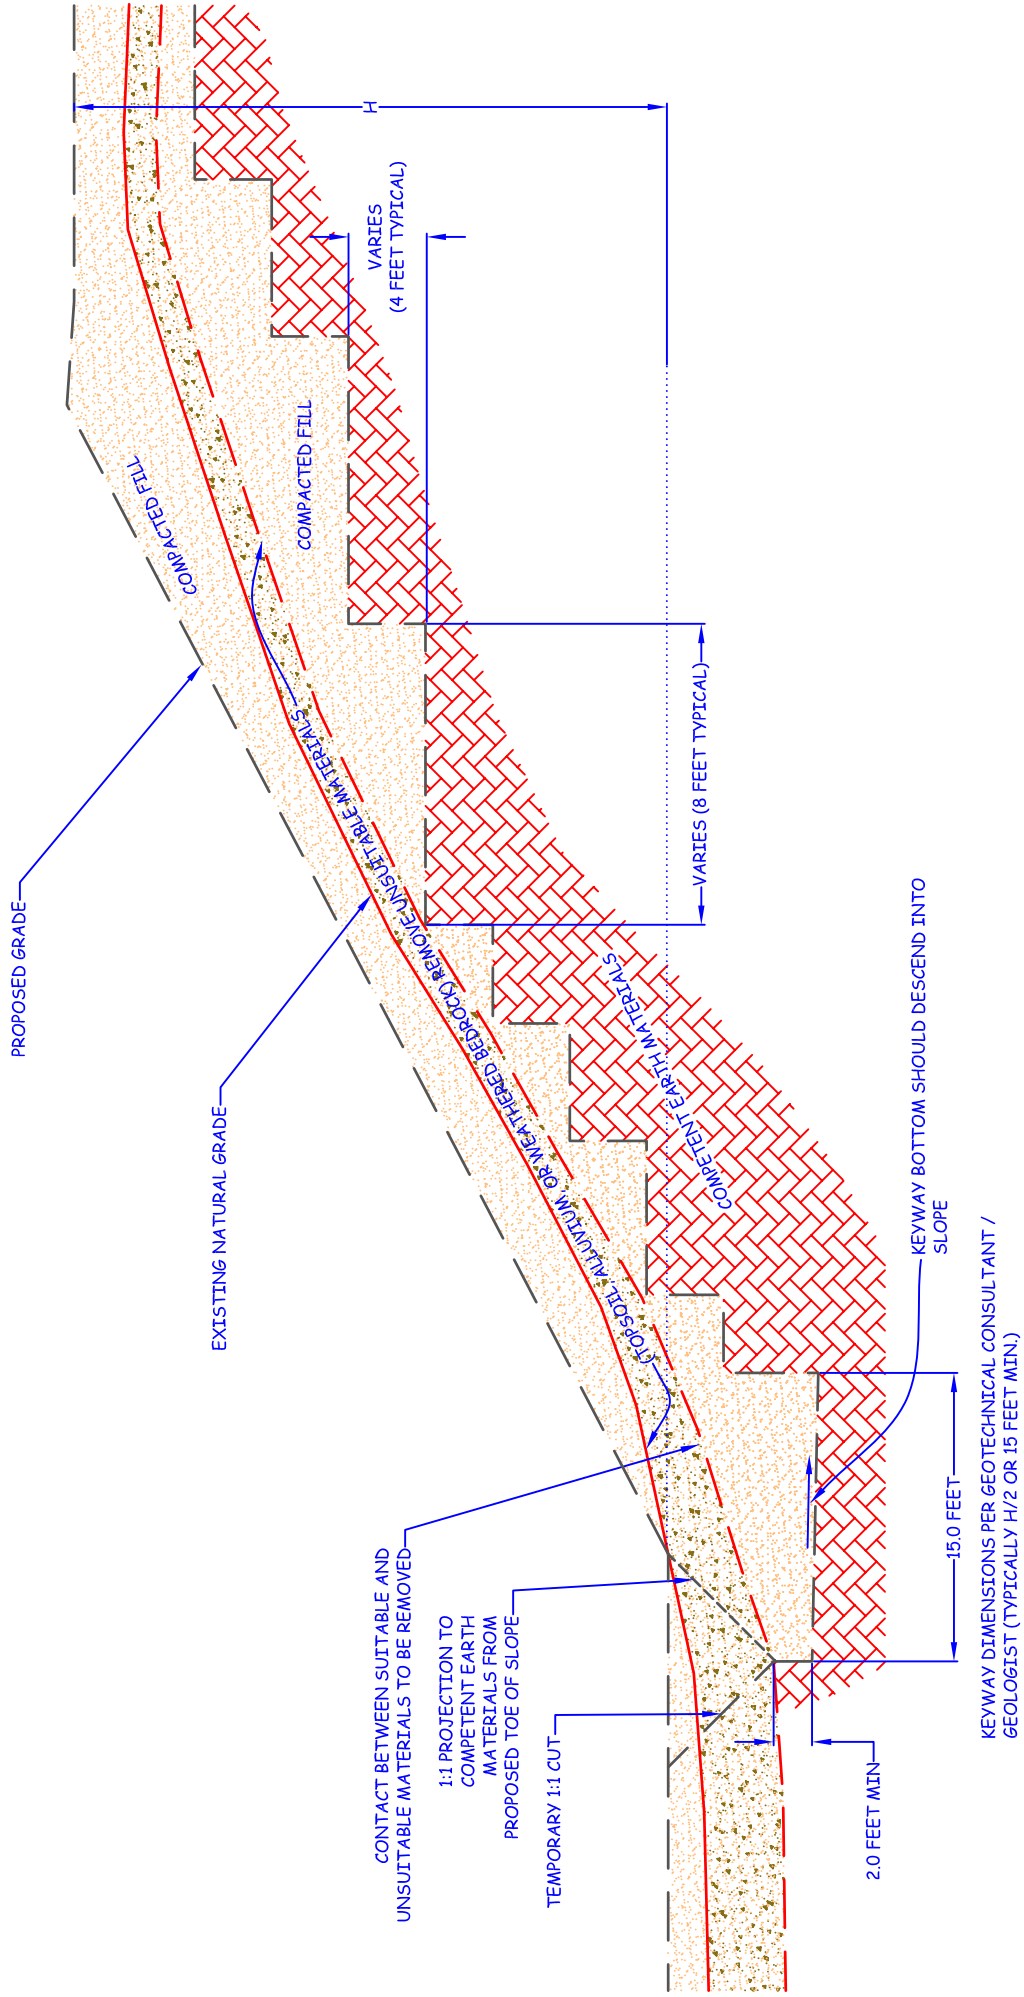 PROPOSED GRADE
EXISTING NATURAL GRADE
CONTACT BETWEEN SUITABLE AND
UNSUITABLE MATERIALS TO BE REMOVED
1:1 PROJECTION TO
COMPETENT EARTH
MATERIALS FROM
PROPOSED TOE OF SLOPE
TEMPORARY 1:1 CUT
COMPACTED FILL
COMPACTED FILL
REMOVE UNSUITABLE MATERIALS
(TOPSOIL, ALLUVIUM, OR WEATHERED BEDROCK)
COMPETENT EARTH MATERIALS
H
VARIES
(4 FEET TYPICAL)
VARIES (8 FEET TYPICAL)
2.0 FEET MIN
15.0 FEET
KEYWAY BOTTOM SHOULD DESCEND INTO
SLOPE
KEYWAY DIMENSIONS PER GEOTECHNICAL CONSULTANT /
GEOLOGIST (TYPICALLY H/2 OR 15 FEET MIN.)